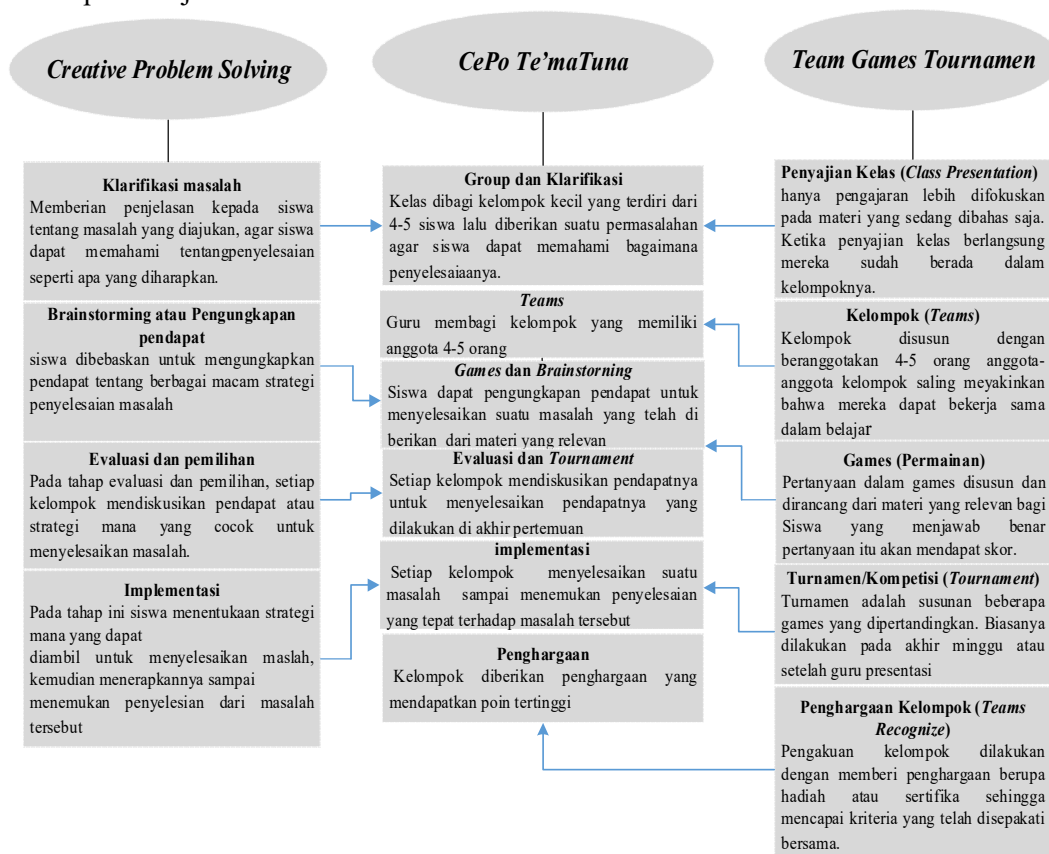 Creative Problem Solving
Klarifikasi masalah
Memberian penjelasan kepada siswa
tentang masalah yang diajukan, agar siswa
dapat memahami tentangpenyelesaian
seperti apa yang diharapkan.
Brainstorming atau Pengungkapan
pendapat
siswa dibebaskan untuk mengungkapkan
pendapat tentang berbagai macam strategi
penyelesaian masalah
Evaluasi dan pemilihan
Pada tahap evaluasi dan pemilihan, setiap
kelompok mendiskusikan pendapat atau
strategi mana yang cocok untuk
menyelesaikan masalah.
Implementasi
Pada tahap ini siswa menentukaan strategi
mana yang dapat
diambil untuk menyelesaikan maslah,
kemudian menerapkannya sampai
menemukan penyelesian dari masalah
tersebut
CePo Te'maTuna
Group dan Klarifikasi
Kelas dibagi kelompok kecil yang terdiri dari
4-5 siswa lalu diberikan suatu permasalahan
agar siswa dapat memahami bagaimana
penyelesaiaanya.
Teams
Guru membagi kelompok yang memiliki
anggota 4-5 orang
Games dan Brainstorning
Siswa dapat pengungkapan pendapat untuk
menyelesaikan suatu masalah yang telah di
berikan dari materi yang relevan
Evaluasi dan Tournament
Setiap kelompok mendiskusikan pendapatnya
untuk menyelesaikan pendapatnya yang
dilakukan di akhir pertemuan
implementasi
Setiap kelompok menyelesaikan suatu
masalah sampai menemukan penyelesaian
yang tepat terhadap masalah tersebut
Penghargaan
Kelompok diberikan penghargaan yang
mendapatkan poin tertinggi
Team Games Tournamen
Penyajian Kelas (Class Presentation)
hanya pengajaran lebih difokuskan
pada materi yang sedang dibahas saja.
Ketika penyajian kelas berlangsung
mereka sudah berada dalam
kelompoknya.
Kelompok (Teams)
Kelompok disusun dengan
beranggotakan 4-5 orang anggota-
anggota kelompok saling meyakinkan
bahwa mereka dapat bekerja sama
dalam belajar
Games (Permainan)
Pertanyaan dalam games disusun dan
dirancang dari materi yang relevan bagi
Siswa yang menjawab benar
pertanyaan itu akan mendapat skor.
Turnamen/Kompetisi (Tournament)
Turnamen adalah susunan beberapa
games yang dipertandingkan. Biasanya
dilakukan pada akhir minggu atau
setelah guru presentasi
Penghargaan Kelompok (Teams
Recognize)
Pengakuan kelompok dilakukan
dengan memberi penghargaan berupa
hadiah atau sertifika sehingga
mencapai kriteria yang telah disepakati
bersama.